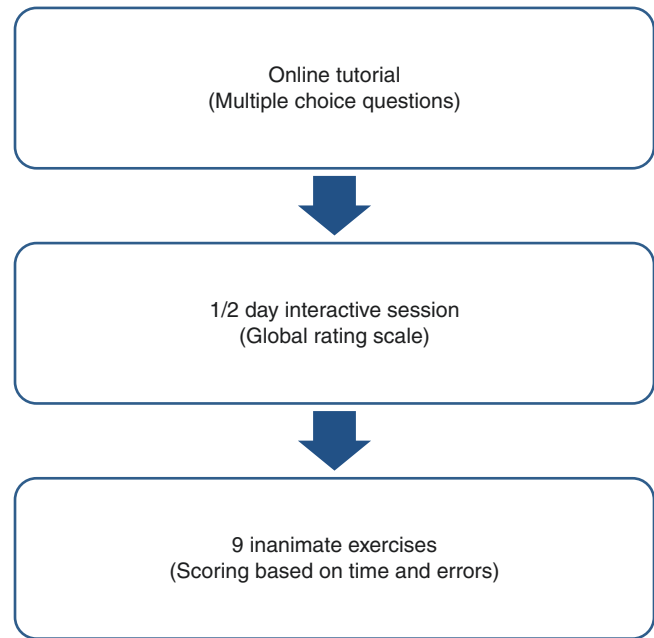 Online tutorial
(Multiple choice questions)
1/2 day interactive session
(Global rating scale)
9 inanimate exercises
(Scoring based on time and errors)